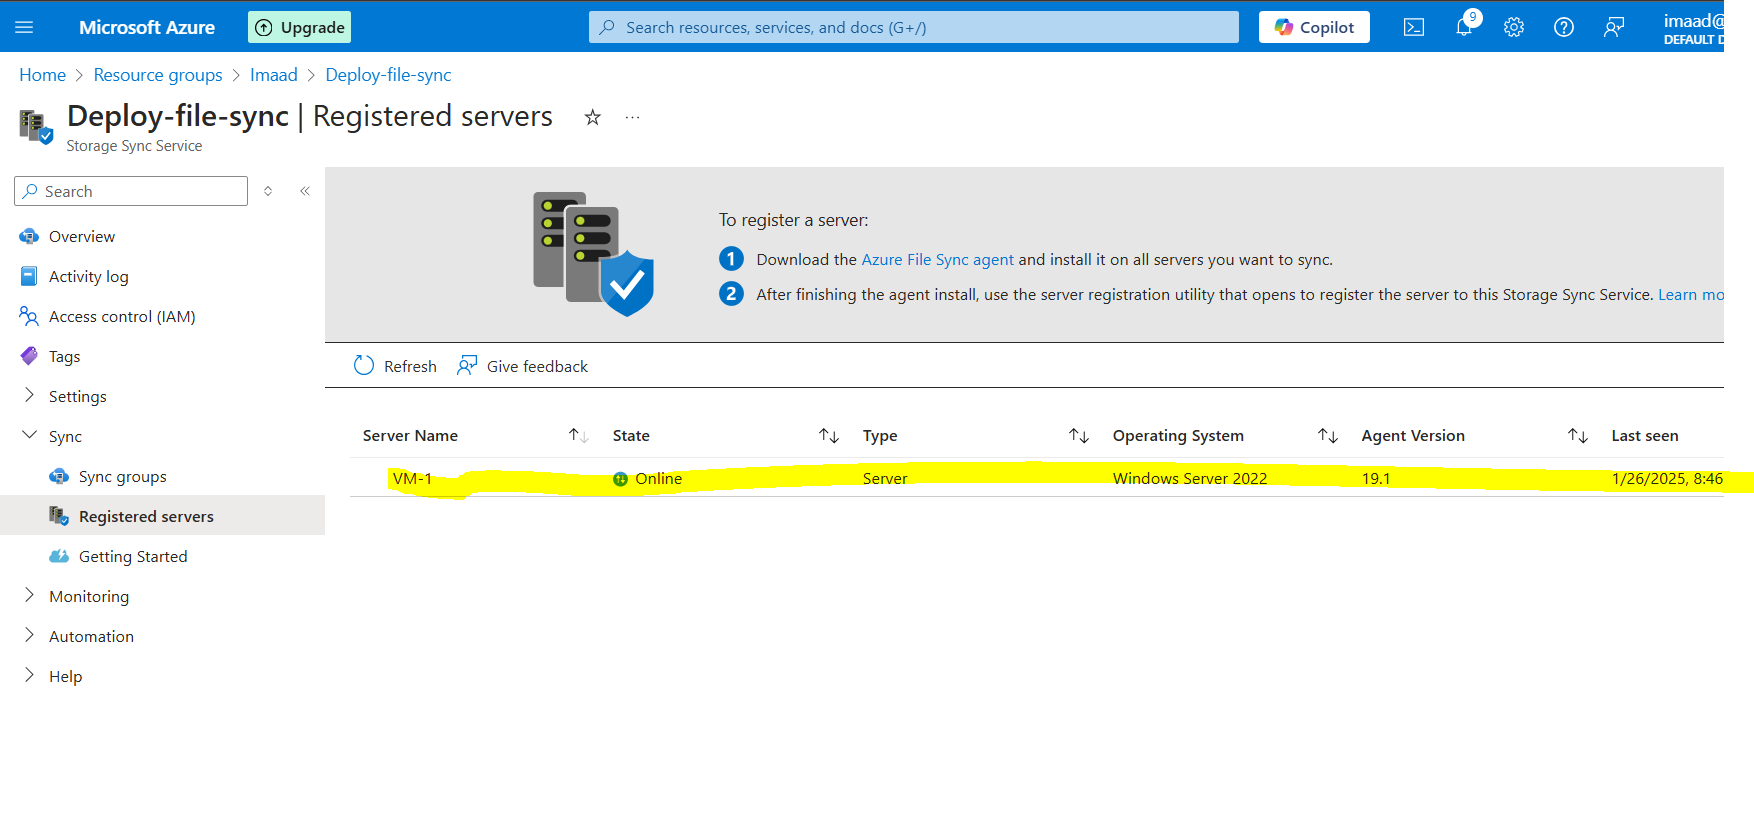 Microsoft Azure
Upgrade
Search resources, services, and docs (G+/)
Copilot
9
imaad@
DEFAULT D
Home > Resource groups > Imaad > Deploy-file-sync
Deploy-file-sync | Registered servers
Storage Sync Service
Search
Overview
Activity log
Access control (IAM)
Tags
Settings
Sync
Sync groups
Registered servers
Getting Started
Monitoring
Automation
Help
To register a server:
1 Download the Azure File Sync agent and install it on all servers you want to sync.
2 After finishing the agent install, use the server registration utility that opens to register the server to this Storage Sync Service. Learn mo
Refresh
Give feedback
Server Name State Type Operating System Agent Version Last seen
VM-1 Online Server Windows Server 2022 19.1 1/26/2025, 8:46